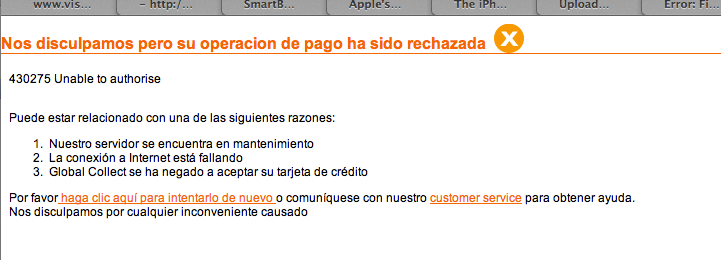 www.vis... – http:/... SmartB... Apple's... The iPh... Upload... Error: Fi...
Nos disculpamos pero su operacion de pago ha sido rechazada X
430275 Unable to authorise
Puede estar relacionado con una de las siguientes razones:
1. Nuestro servidor se encuentra en mantenimiento
2. La conexión a Internet está fallando
3. Global Collect se ha negado a aceptar su tarjeta de crédito
Por favor haga clic aquí para intentarlo de nuevo o comuníquese con nuestro customer service para obtener ayuda.
Nos disculpamos por cualquier inconveniente causado